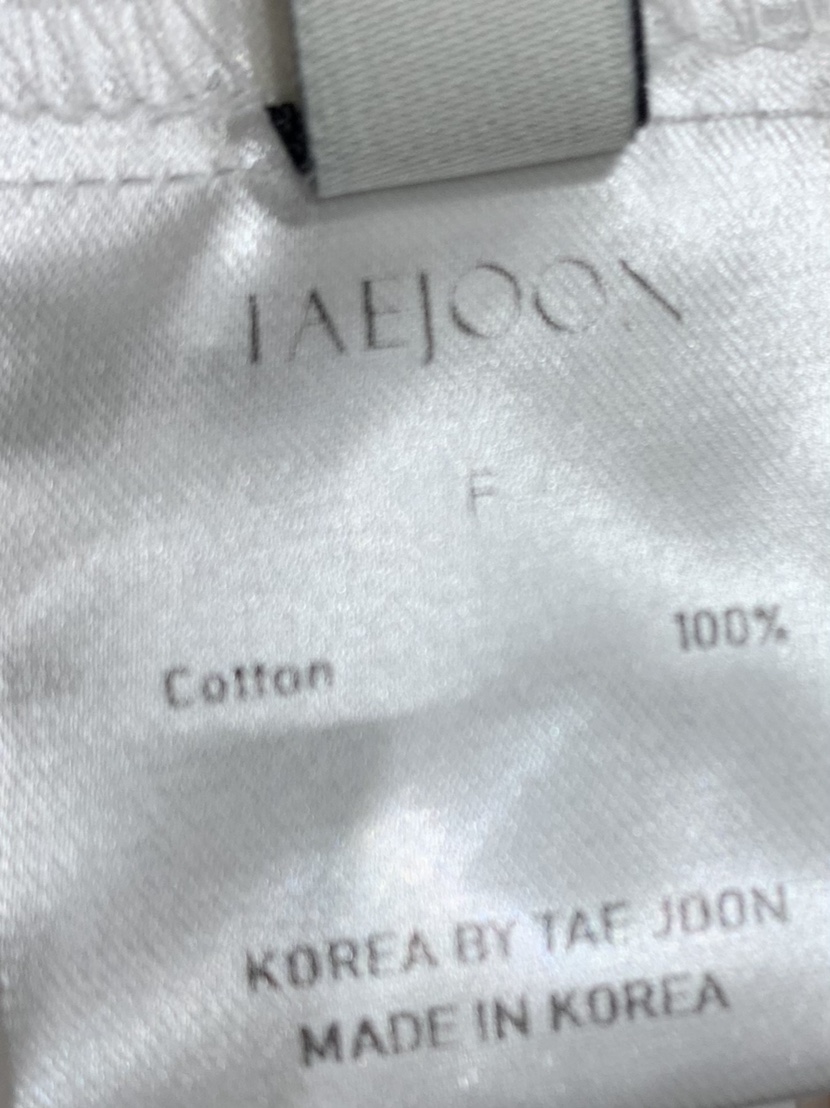 TAEJOON
F
Cotton 100%
KOREA BY TAE JOON
MADE IN KOREA